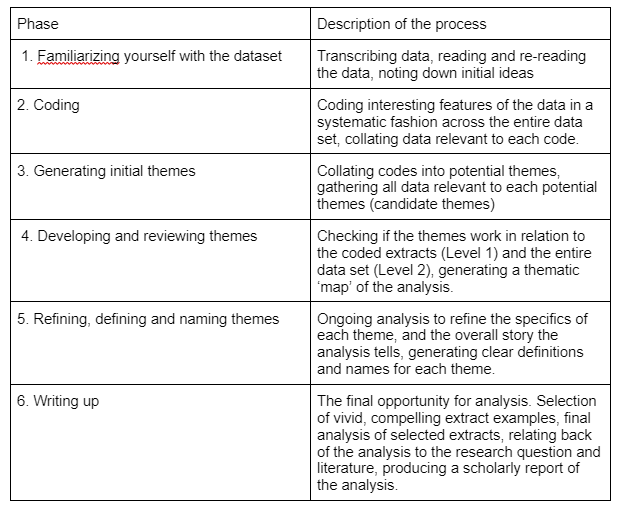 Phase
Description of the process
1. Familiarizing yourself with the dataset
Transcribing data, reading and re-reading
the data, noting down initial ideas
2. Coding
Coding interesting features of the data in a
systematic fashion across the entire data
set, collating data relevant to each code.
3. Generating initial themes
Collating codes into potential themes,
gathering all data relevant to each potential
themes (candidate themes)
4. Developing and reviewing themes
Checking if the themes work in relation to
the coded extracts (Level 1) and the entire
data set (Level 2), generating a thematic
‘map’ of the analysis.
5. Refining, defining and naming themes
Ongoing analysis to refine the specifics of
each theme, and the overall story the
analysis tells, generating clear definitions
and names for each theme.
6. Writing up
The final opportunity for analysis. Selection
of vivid, compelling extract examples, final
analysis of selected extracts, relating back
of the analysis to the research question and
literature, producing a scholarly report of
the analysis.